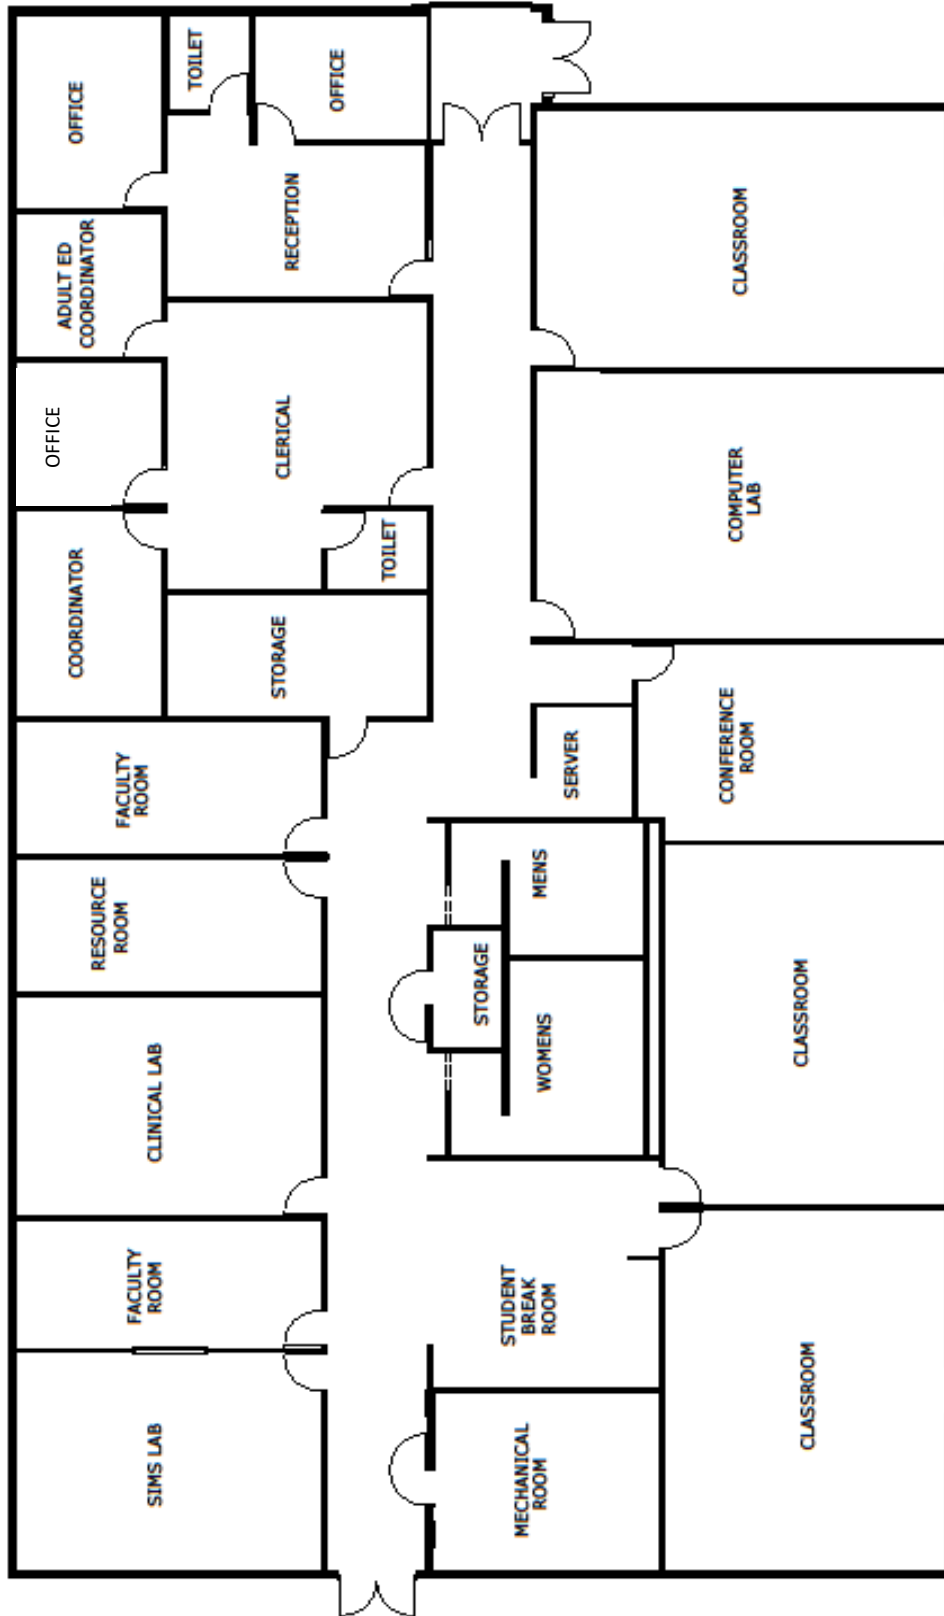 OFFICE
TOILET
OFFICE
RECEPTION
ADULT ED
COORDINATOR
CLASSROOM
OFFICE
CLERICAL
TOILET
COMPUTER
LAB
COORDINATOR
STORAGE
SERVER
CONFERENCE
ROOM
FACULTY
ROOM
RESOURCE
ROOM
MENS
STORAGE
WOMENS
CLASSROOM
CLINICAL LAB
FACULTY
ROOM
STUDENT
BREAK
ROOM
SIMS LAB
MECHANICAL
ROOM
CLASSROOM